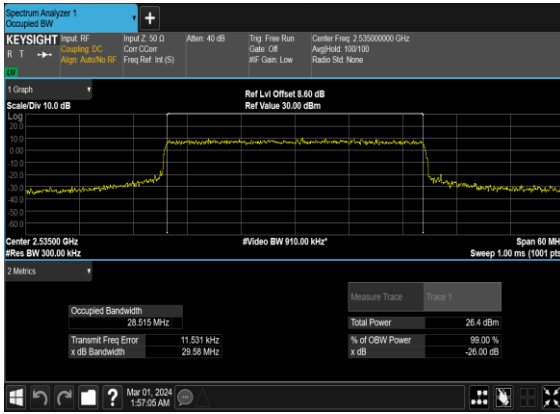 Spectrum Analyzer 1
Occupied BW
+
KEYSIGHT Input: RF Input Z: 50 Ω Atten: 40 dB Trig: Free Run Center Freq: 2.535000000 GHz
R T Coupling: DC Corr CCorr Gate: Off Avg|Hold: 100/100
Align: Auto/No RF Freq Ref: Int (S) #IF Gain: Low Radio Std: None
LXI
1 Graph
Ref Lvl Offset 8.60 dB
Scale/Div 10.0 dB Ref Value 30.00 dBm
Log
20.0
10.0
0.00
-10.0
-20.0
-30.0
-40.0
-50.0
-60.0
Center 2.53500 GHz #Video BW 910.00 kHz* Span 60 MH
#Res BW 300.00 kHz Sweep 1.00 ms (1001 pts
2 Metrics
Measure Trace Trace 1
Occupied Bandwidth
28.515 MHz Total Power 26.4 dBm
Transmit Freq Error 11.531 kHz % of OBW Power 99.00 %
x dB Bandwidth 29.58 MHz x dB -26.00 dB
? Mar 01, 2024
1:57:05 AM